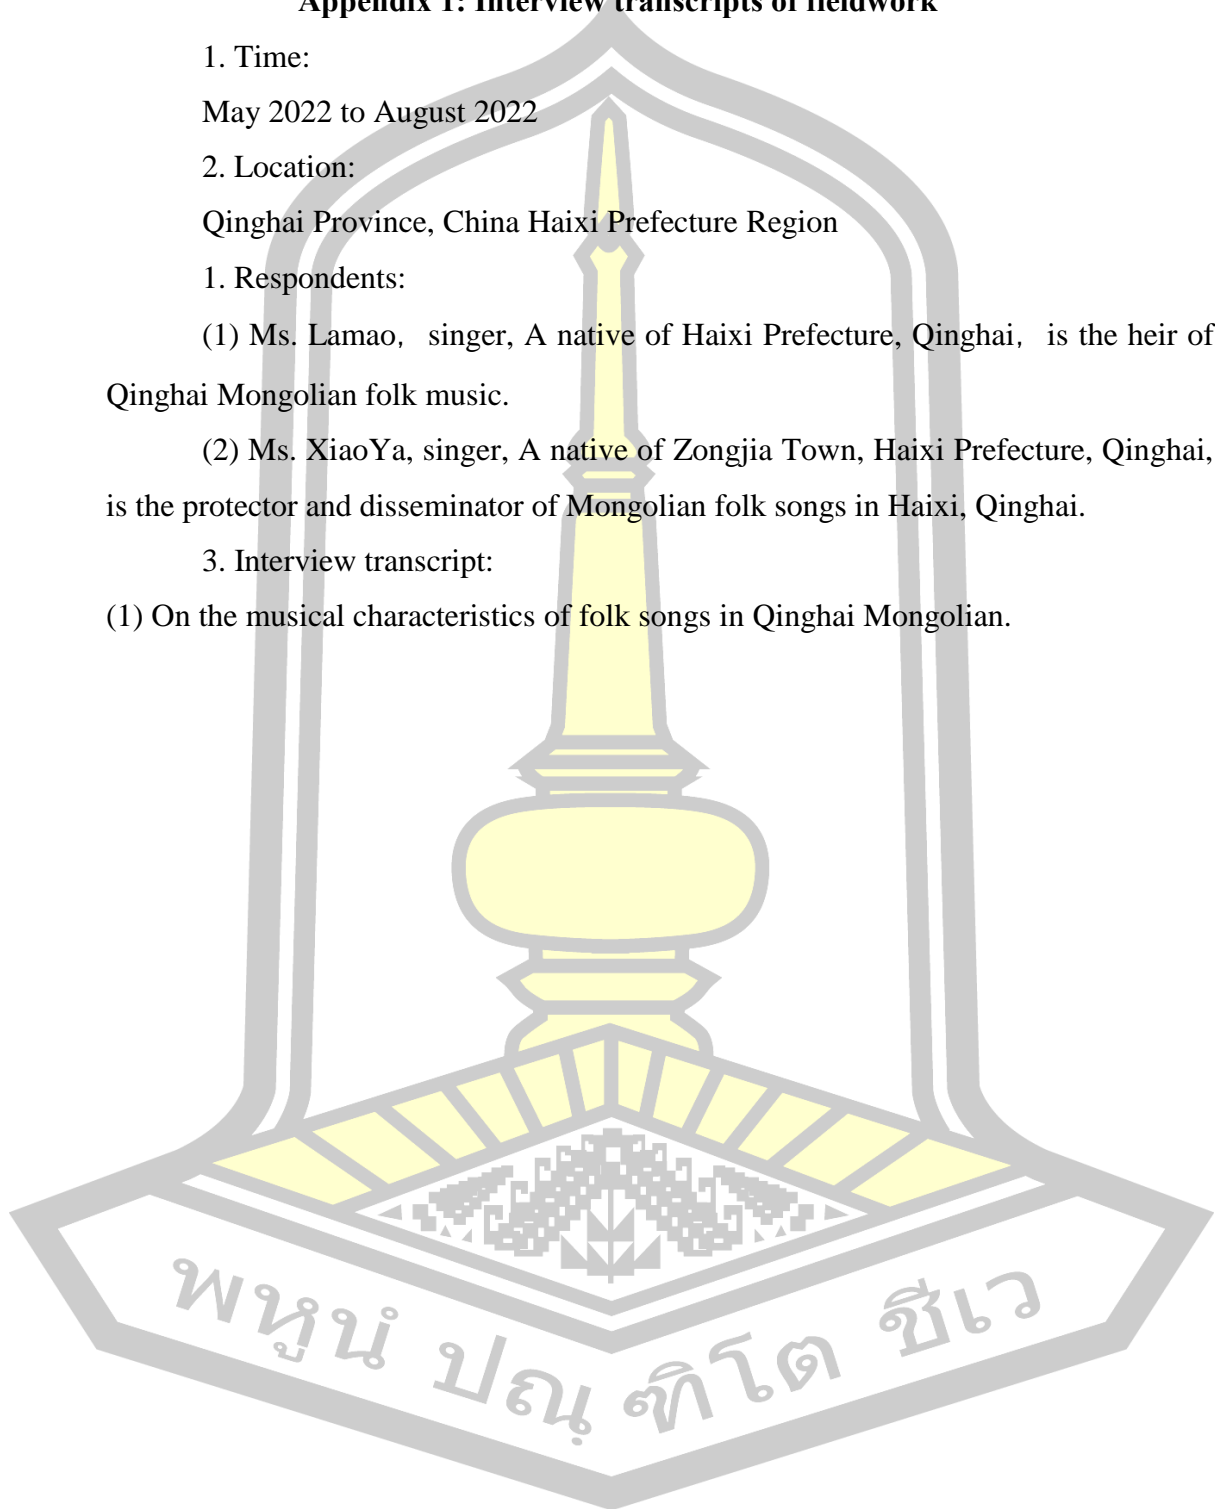 Appendix 1: Interview transcripts of fieldwork
1. Time:
May 2022 to August 2022
2. Location:
Qinghai Province, China Haixi Prefecture Region
1. Respondents:
(1) Ms. Lamao， singer, A native of Haixi Prefecture, Qinghai， is the heir of
Qinghai Mongolian folk music.
(2) Ms. XiaoYa, singer, A native of Zongjia Town, Haixi Prefecture, Qinghai,
is the protector and disseminator of Mongolian folk songs in Haixi, Qinghai.
3. Interview transcript:
(1) On the musical characteristics of folk songs in Qinghai Mongolian.
พหูนํ ปณฺฑิโต ชีเว